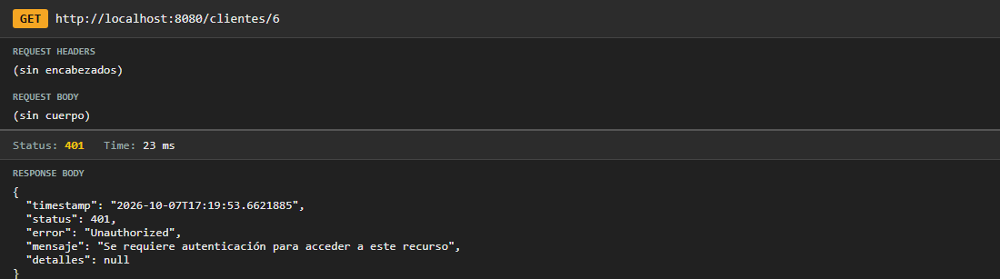 GET http://localhost:8080/clientes/6
REQUEST HEADERS
(sin encabezados)
REQUEST BODY
(sin cuerpo)
Status: 401 Time: 23 ms
RESPONSE BODY
{
  "timestamp": "2026-10-07T17:19:53.6621885",
  "status": 401,
  "error": "Unauthorized",
  "mensaje": "Se requiere autenticación para acceder a este recurso",
  "detalles": null
}